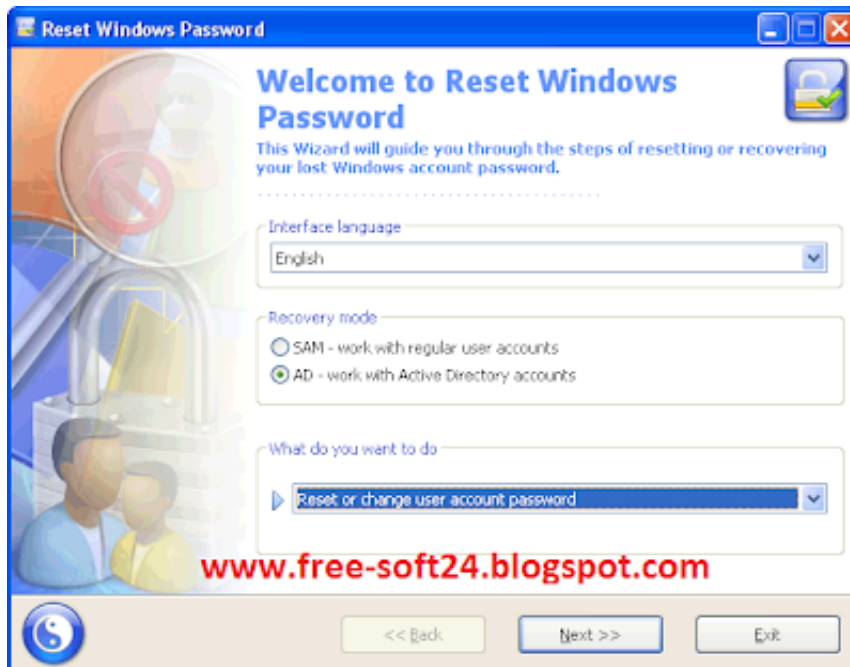 Reset Windows Password
Welcome to Reset Windows
Password
This Wizard will guide you through the steps of resetting or recovering
your lost Windows account password.
Interface language
English
Recovery mode
SAM - work with regular user accounts
AD - work with Active Directory accounts
What do you want to do
Reset or change user account password
www.free-soft24.blogspot.com
<< Back
Next >>
Exit